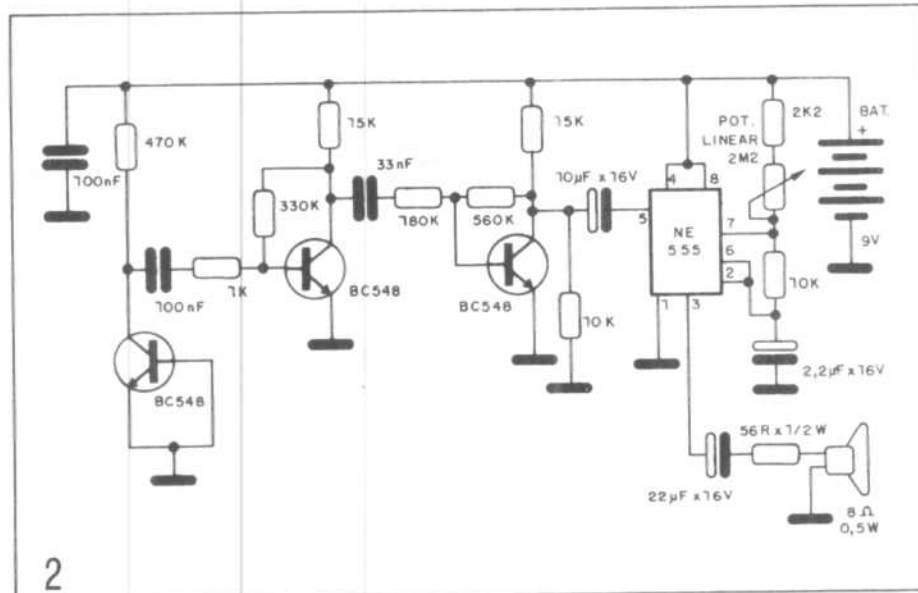 POT.
LINEAR
2M2
2K2
BAT.
+
15K
15K
470K
100nF
33nF
10µF x 16V
4
8
330K
180K
560K
5
NE
555
7
6
2
9V
1K
BC548
100nF
BC548
10K
1
3
10K
BC548
2,2µF x 16V
56R x 1/2W
22µF x 16V
8Ω
0,5W
2